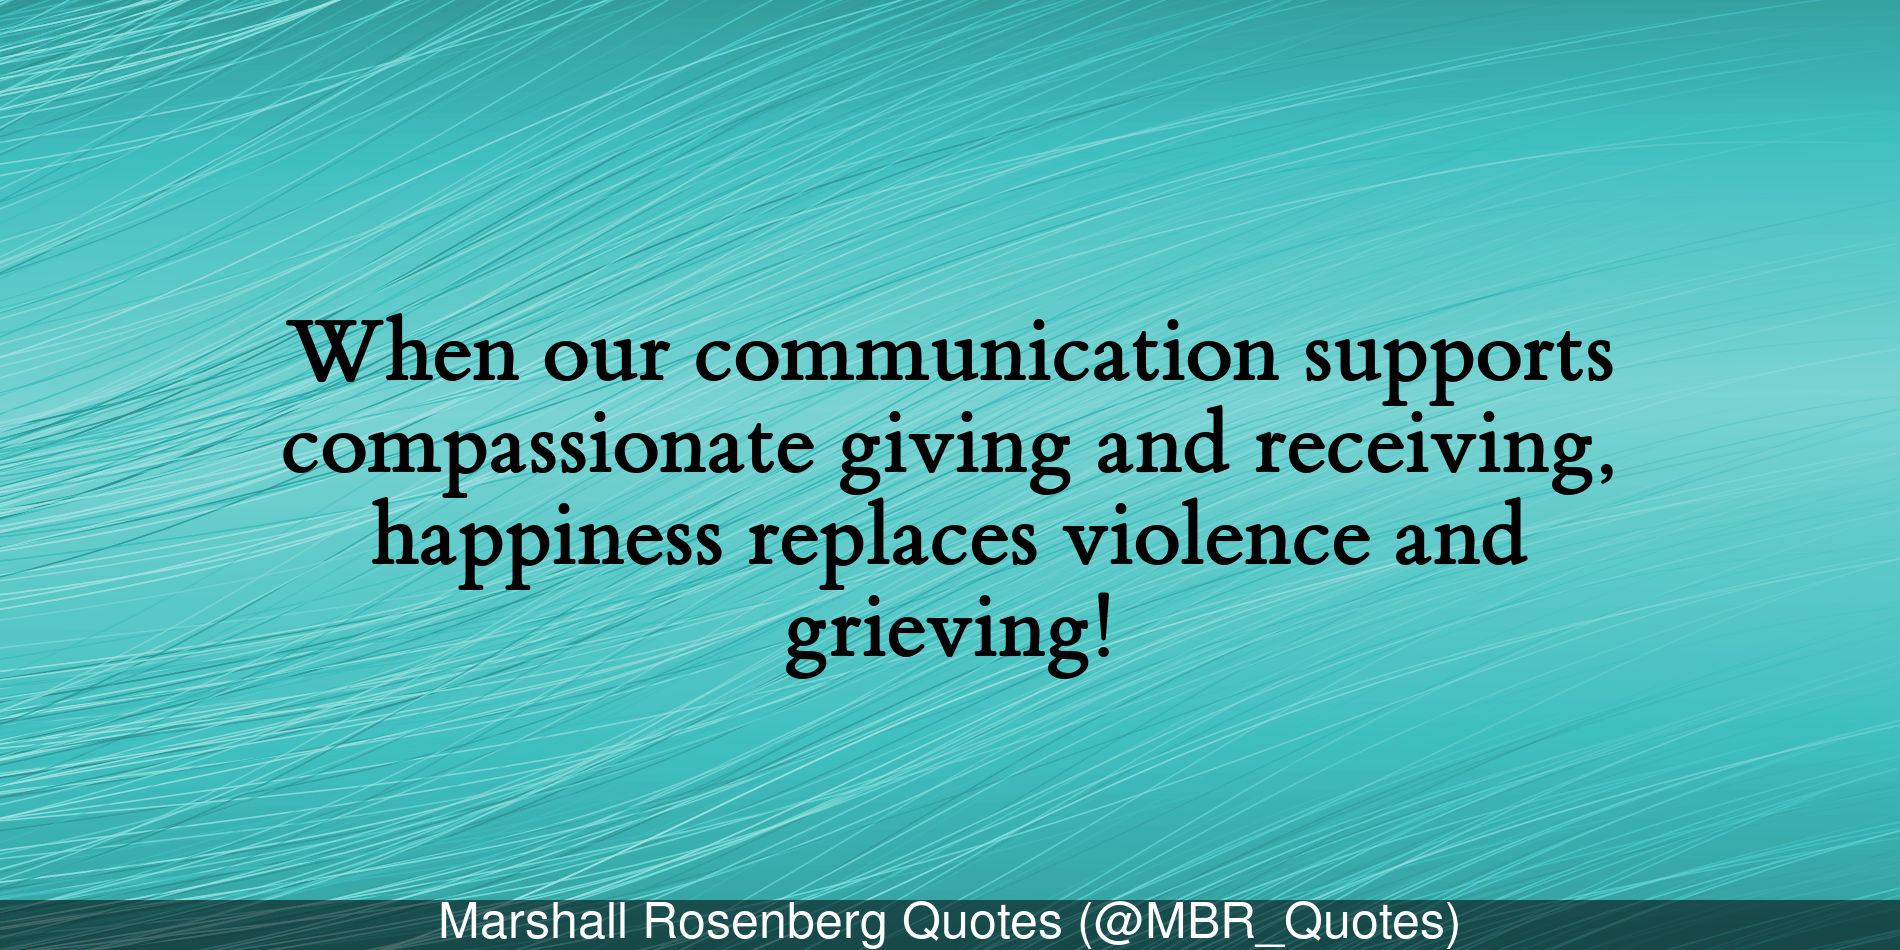 When our communication supports
compassionate giving and receiving,
happiness replaces violence and
grieving!
Marshall Rosenberg Quotes (@MBR_Quotes)